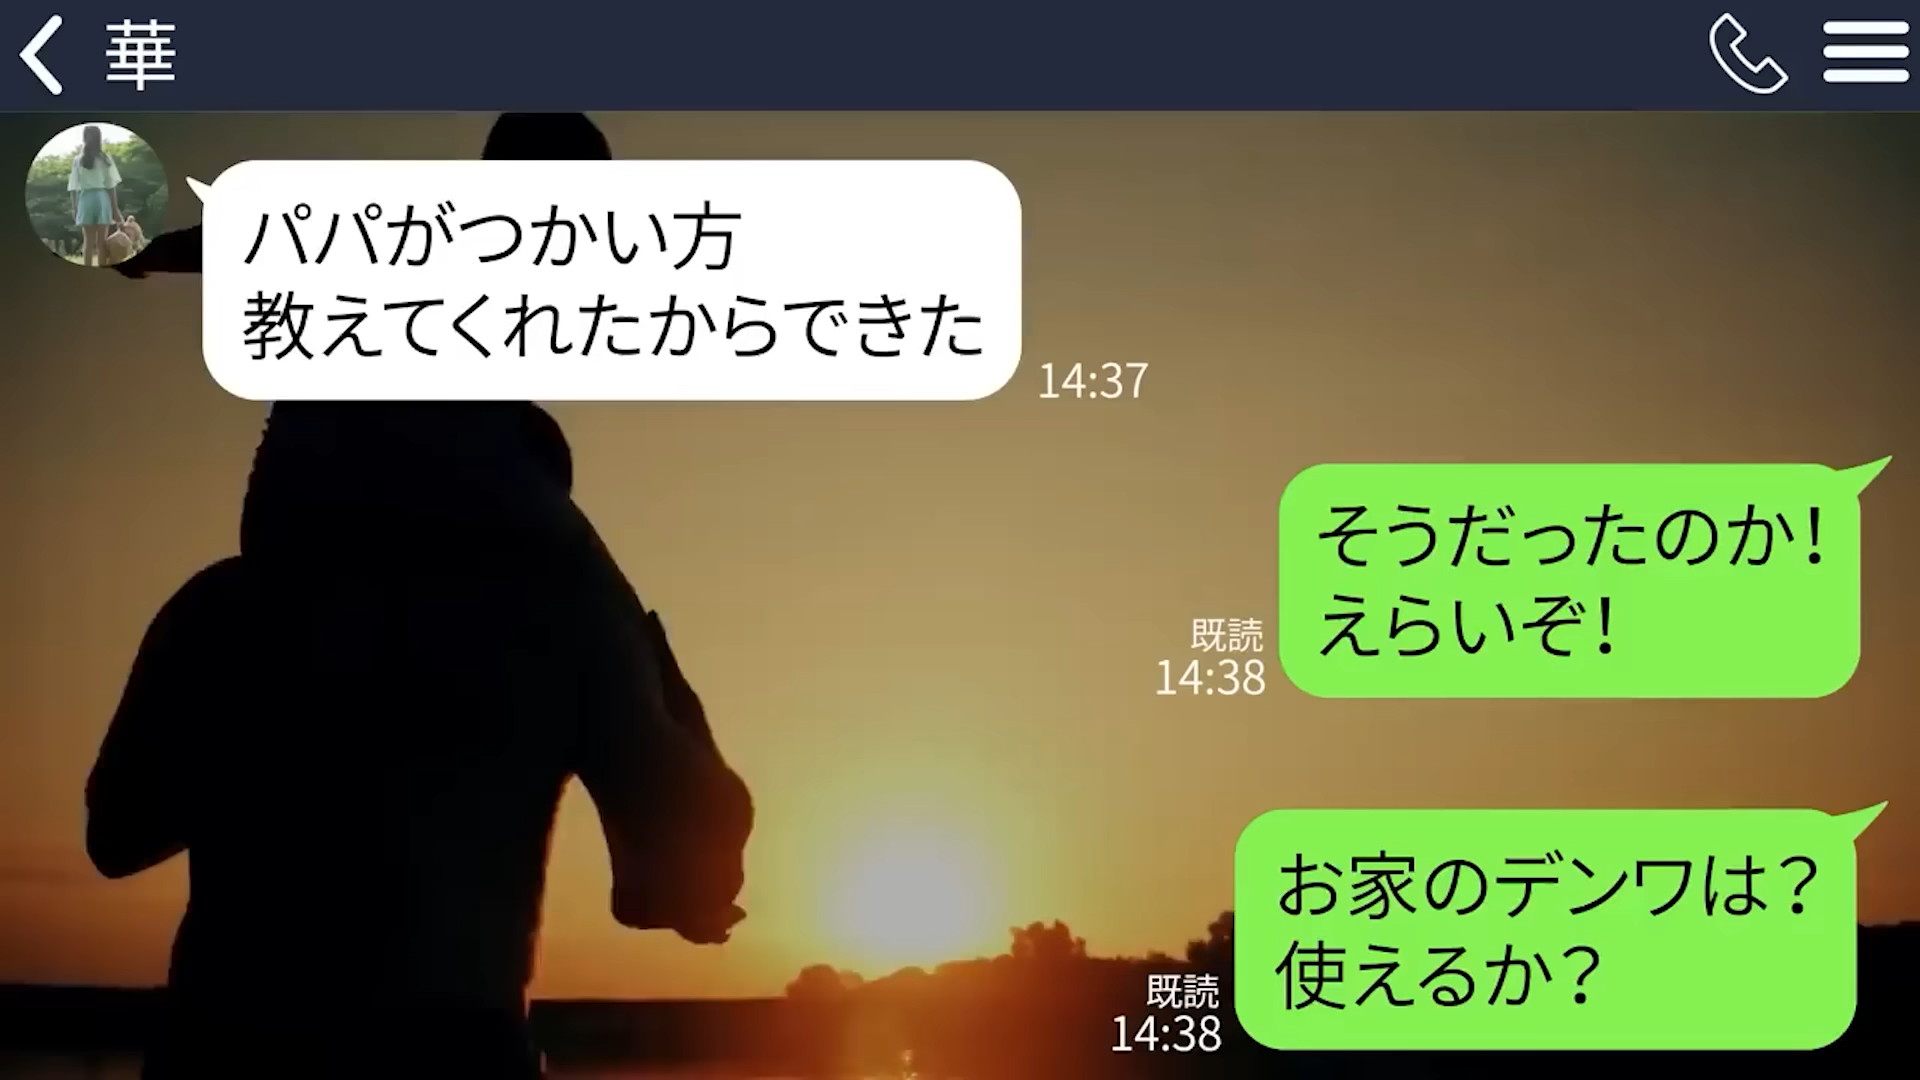 華
パパがつかい方
教えてくれたからできた
14:37
そうだったのか！
えらいぞ！
既読
14:38
お家のデンワは？
使えるか？
既読
14:38